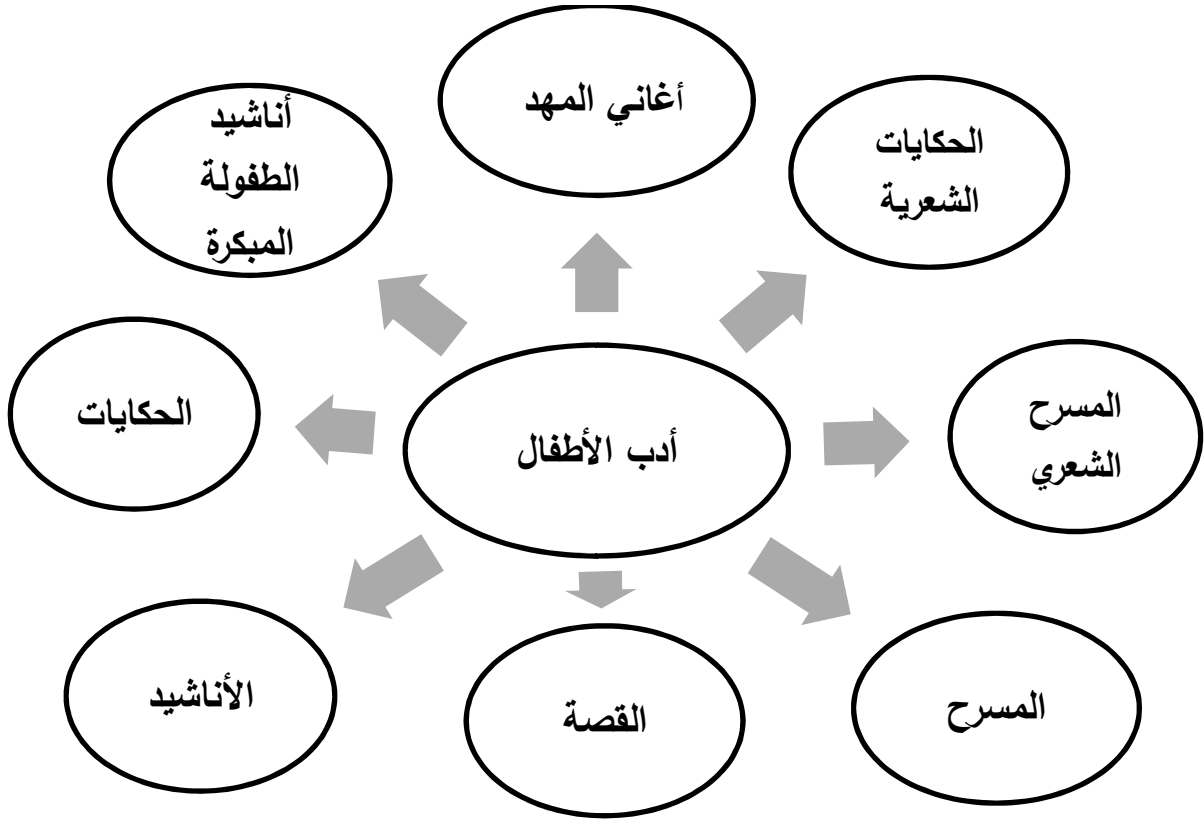 أغاني المهد
الحكايات
الشعرية
أناشيد
الطفولة
المبكرة
المسرح
الشعري
الحكايات
أدب الأطفال
الأناشيد
القصة
المسرح